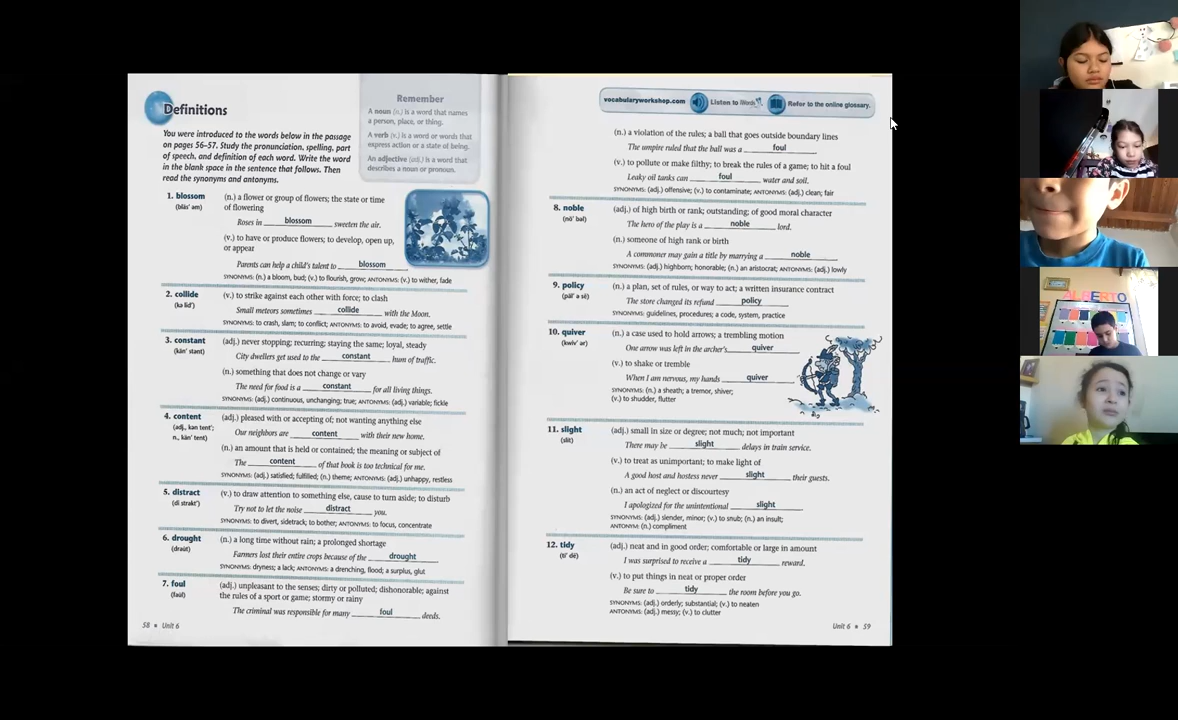 Definitions
You were introduced to the words below in the passage
on pages 56–57. Study the pronunciation, spelling, part
of speech, and definition of each word. Write the word
in the blank space in the sentence that follows. Then
read the synonyms and antonyms.
Remember
A noun (n.) is a word that names
a person, place, or thing.
A verb (v.) is a word or words that
express action or a state of being.
An adjective (adj.) is a word that
describes a noun or pronoun.
1. blossom
(bläs' əm)
(n.) a flower or group of flowers; the state or time
of flowering
Roses in blossom sweeten the air.
(v.) to have or produce flowers; to develop, open up,
or appear
Parents can help a child's talent to blossom
SYNONYMS: (n.) a bloom, bud; (v.) to flourish, grow; ANTONYMS: (v.) to wither, fade
2. collide
(kə līd')
(v.) to strike against each other with force; to clash
Small meteors sometimes collide with the Moon.
SYNONYMS: to crash, slam; to conflict; ANTONYMS: to avoid, evade; to agree, settle
3. constant
(kän' stənt)
(adj.) never stopping; recurring; staying the same; loyal, steady
City dwellers get used to the constant hum of traffic.
(n.) something that does not change or vary
The need for food is a constant for all living things.
SYNONYMS: (adj.) continuous, unchanging; true; ANTONYMS: (adj.) variable; fickle
4. content
(adj., kən tent';
n., kän' tent)
(adj.) pleased with or accepting of; not wanting anything else
Our neighbors are content with their new home.
(n.) an amount that is held or contained; the meaning or subject of
The content of that book is too technical for me.
SYNONYMS: (adj.) satisfied; fulfilled; (n.) theme; ANTONYMS: (adj.) unhappy, restless
5. distract
(di strakt')
(v.) to draw attention to something else, cause to turn aside; to disturb
Try not to let the noise distract you.
SYNONYMS: to divert, sidetrack; to bother; ANTONYMS: to focus, concentrate
6. drought
(draüt)
(n.) a long time without rain; a prolonged shortage
Farmers lost their entire crops because of the drought
SYNONYMS: dryness; a lack; ANTONYMS: a drenching, flood; a surplus, glut
7. foul
(faül)
(adj.) unpleasant to the senses; dirty or polluted; dishonorable; against
the rules of a sport or game; stormy or rainy
The criminal was responsible for many foul deeds.
58 ■ Unit 6
vocabularyworkshop.com
Listen to iWords
Refer to the online glossary.
(n.) a violation of the rules; a ball that goes outside boundary lines
The umpire ruled that the ball was a foul
(v.) to pollute or make filthy; to break the rules of a game; to hit a foul
Leaky oil tanks can foul water and soil.
SYNONYMS: (adj.) offensive; (v.) to contaminate; ANTONYMS: (adj.) clean; fair
8. noble
(nō' bəl)
(adj.) of high birth or rank; outstanding; of good moral character
The hero of the play is a noble lord.
(n.) someone of high rank or birth
A commoner may gain a title by marrying a noble
SYNONYMS: (adj.) highborn; honorable; (n.) an aristocrat; ANTONYMS: (adj.) lowly
9. policy
(päl' ə sē)
(n.) a plan, set of rules, or way to act; a written insurance contract
The store changed its refund policy
SYNONYMS: guidelines, procedures; a code, system, practice
10. quiver
(kwiv' ər)
(n.) a case used to hold arrows; a trembling motion
One arrow was left in the archer's quiver
(v.) to shake or tremble
When I am nervous, my hands quiver
SYNONYMS: (n.) a sheath; a tremor, shiver;
(v.) to shudder, flutter
11. slight
(slīt)
(adj.) small in size or degree; not much; not important
There may be slight delays in train service.
(v.) to treat as unimportant; to make light of
A good host and hostess never slight their guests.
(n.) an act of neglect or discourtesy
I apologized for the unintentional slight
SYNONYMS: (adj.) slender, minor; (v.) to snub; (n.) an insult;
ANTONYM: (n.) compliment
12. tidy
(tī' dē)
(adj.) neat and in good order; comfortable or large in amount
I was surprised to receive a tidy reward.
(v.) to put things in neat or proper order
Be sure to tidy the room before you go.
SYNONYMS: (adj.) orderly; substantial; (v.) to neaten
ANTONYMS: (adj.) messy; (v.) to clutter
Unit 6 ■ 59
ALBERTO